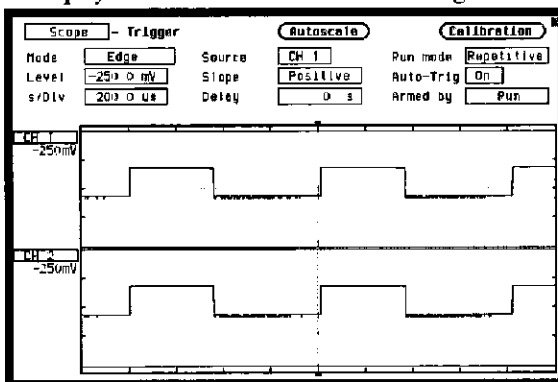 Scope - Trigger Autoscale Calibration
Mode Edge Source CH 1 Run mode Repetitive
Level -250.0 mV Slope Positive Auto-Trig On
s/Div 200.0 us Delay 0 s Armed by Run
CH 1
-250mV
CH 2
-250mV